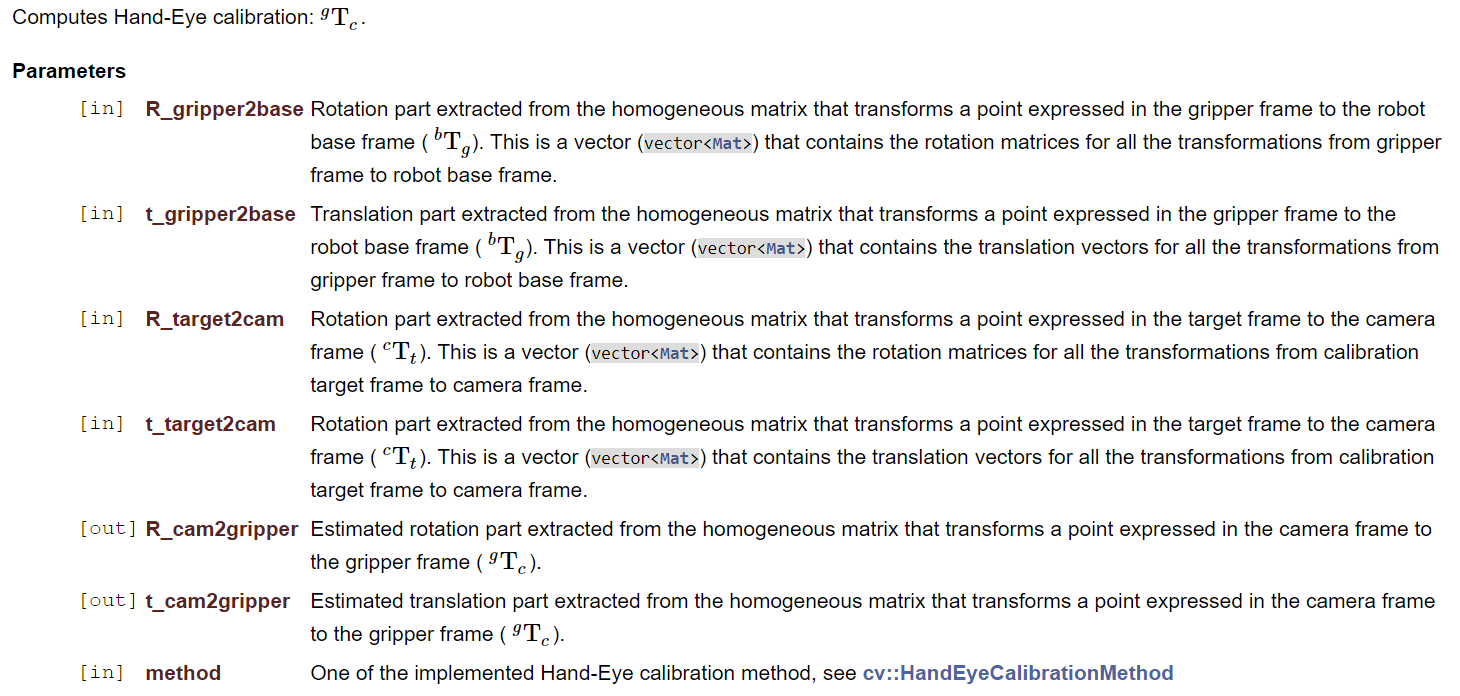 Computes Hand-Eye calibration: ᵍT꜀.
Parameters
[in] R_gripper2base Rotation part extracted from the homogeneous matrix that transforms a point expressed in the gripper frame to the robot
base frame ( ᵇT_g). This is a vector (vector<Mat>) that contains the rotation matrices for all the transformations from gripper
frame to robot base frame.
[in] t_gripper2base Translation part extracted from the homogeneous matrix that transforms a point expressed in the gripper frame to the
robot base frame ( ᵇT_g). This is a vector (vector<Mat>) that contains the translation vectors for all the transformations from
gripper frame to robot base frame.
[in] R_target2cam Rotation part extracted from the homogeneous matrix that transforms a point expressed in the target frame to the camera
frame ( ᶜTₜ). This is a vector (vector<Mat>) that contains the rotation matrices for all the transformations from calibration
target frame to camera frame.
[in] t_target2cam Rotation part extracted from the homogeneous matrix that transforms a point expressed in the target frame to the camera
frame ( ᶜTₜ). This is a vector (vector<Mat>) that contains the translation vectors for all the transformations from calibration
target frame to camera frame.
[out] R_cam2gripper Estimated rotation part extracted from the homogeneous matrix that transforms a point expressed in the camera frame to
the gripper frame ( ᵍT꜀).
[out] t_cam2gripper Estimated translation part extracted from the homogeneous matrix that transforms a point expressed in the camera frame
to the gripper frame ( ᵍT꜀).
[in] method One of the implemented Hand-Eye calibration method, see cv::HandEyeCalibrationMethod